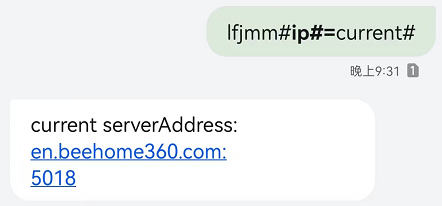 lfjmm#ip#=current#
晚上9:31 1
current serverAddress:
en.beehome360.com:
5018